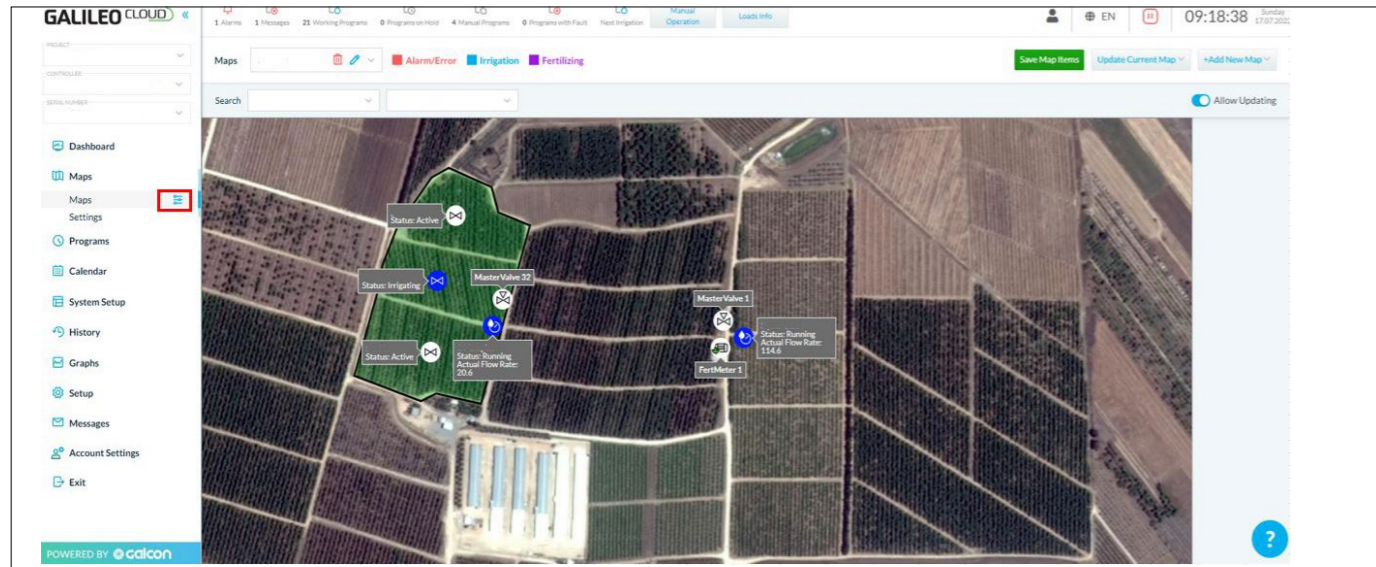 GALILEO CLOUD «
1 Alarms 1 Messages 21 Working Programs 0 Programs on Hold 4 Manual Programs 0 Programs with Fault Next Irrigation Manual Operation Loads Info
EN 09:18:38 Sunday
PROJECT
CONTROLLER
SERIAL NUMBER
Maps Alarm/Error Irrigation Fertilizing Save Map Items Update Current Map +Add New Map
Search Allow Updating
Dashboard
Maps
Maps
Settings
Programs
Calendar
System Setup
History
Graphs
Setup
Messages
Account Settings
Exit
POWERED BY galcon
Status: Active
Status: Irrigating
MasterValve 32
Status: Active
Status: Running
Actual Flow Rate:
20.6
MasterValve 1
Status: Running
Actual Flow Rate:
114.6
FertMeter 1
?